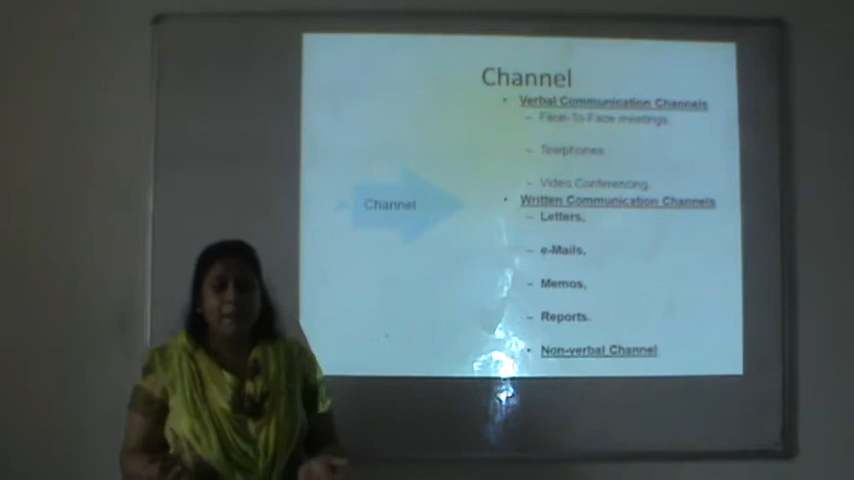 Channel
• Verbal Communication Channels
– Face-To-Face meetings,
– Telephones
– Video Conferencing
Channel
• Written Communication Channels
– Letters,
– e-Mails,
– Memos,
– Reports.
• Non-verbal Channel